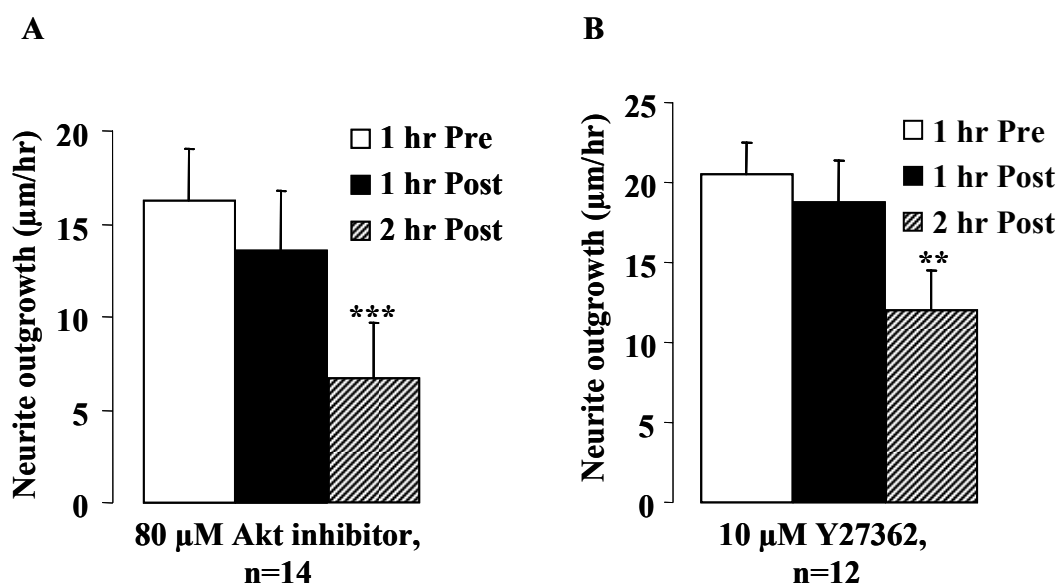 A
Neurite outgrowth (µm/hr)
20
15
10
5
0
1 hr Pre
1 hr Post
2 hr Post
***
80 µM Akt inhibitor,
n=14
B
Neurite outgrowth (µm/hr)
25
20
15
10
5
0
1 hr Pre
1 hr Post
2 hr Post
**
10 µM Y27362,
n=12